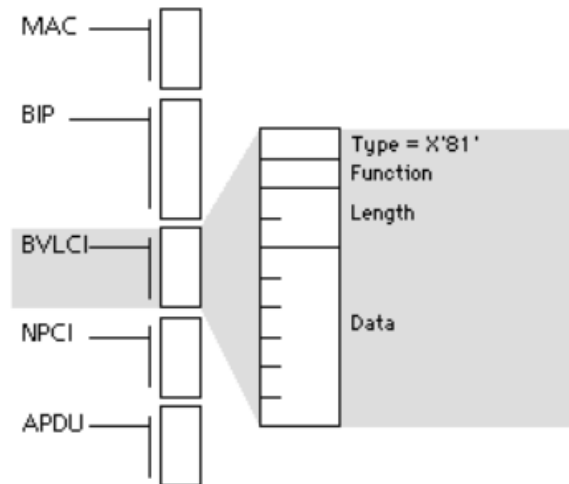 MAC
BIP
BVLCI
NPCI
APDU
Type = X'81'
Function
Length
Data